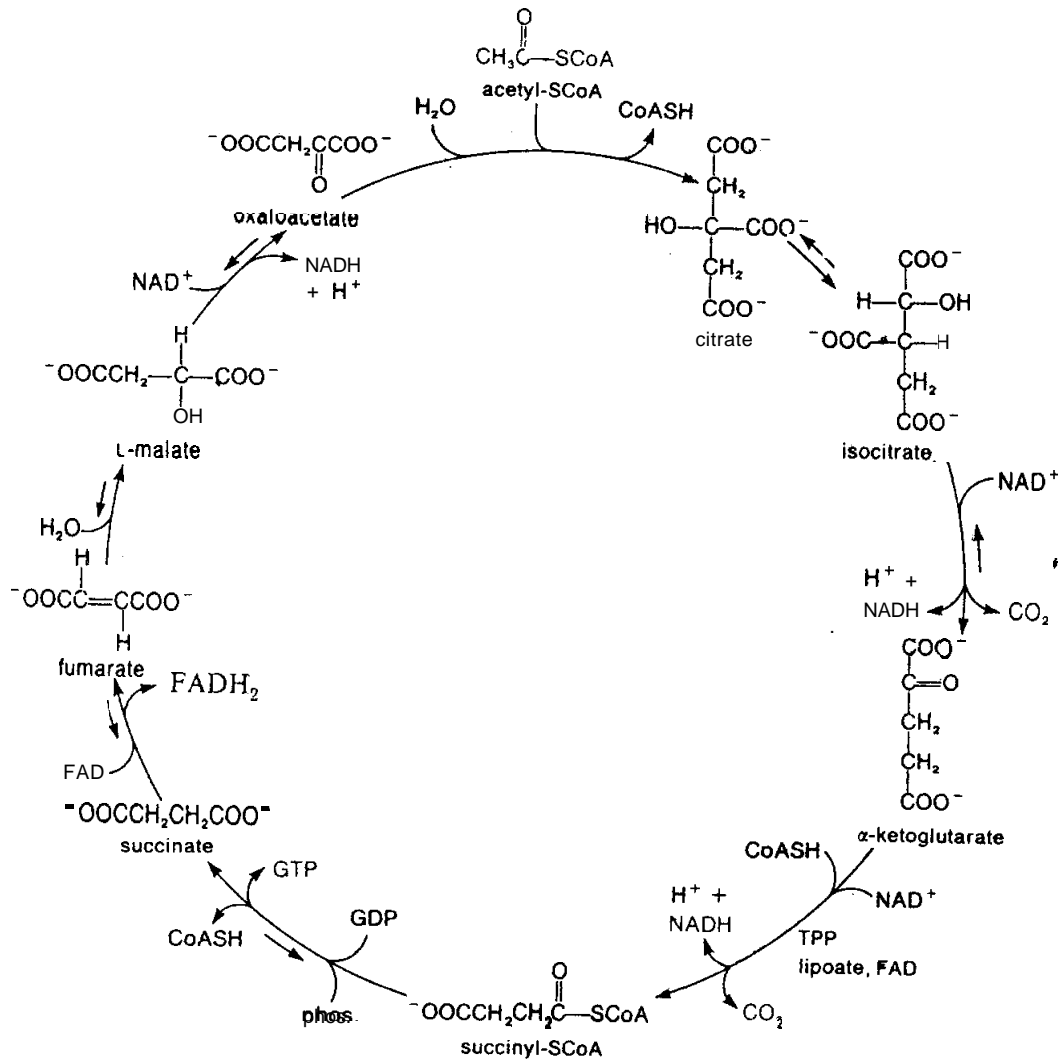 O
CH₃C—SCoA
acetyl-SCoA
H₂O
CoASH
⁻OOCCH₂CCOO⁻
O
oxaloacetate
COO⁻
CH₂
HO—C—COO⁻
CH₂
COO⁻
citrate
COO⁻
H—C—OH
⁻OOC—C—H
CH₂
COO⁻
isocitrate
NAD⁺
H⁺ +
NADH
CO₂
COO⁻
C=O
CH₂
CH₂
COO⁻
α-ketoglutarate
CoASH
NAD⁺
H⁺ +
NADH
TPP
lipoate, FAD
CO₂
O
⁻OOCCH₂CH₂C—SCoA
succinyl-SCoA
GDP
phos.
GTP
CoASH
⁻OOCCH₂CH₂COO⁻
succinate
FAD
FADH₂
fumarate
H
⁻OOCC=CCOO⁻
H
H₂O
L-malate
H
⁻OOCCH₂—C—COO⁻
OH
NAD⁺
NADH
+ H⁺